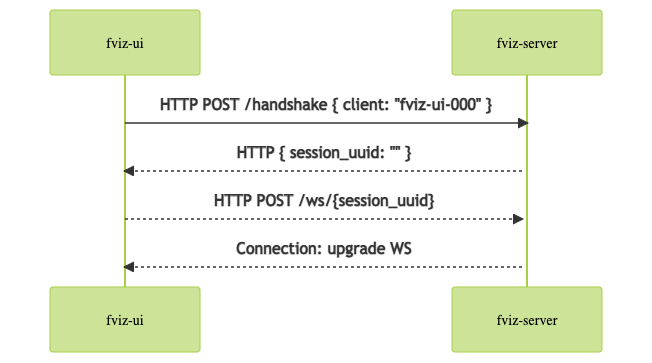 fviz-ui
fviz-server
HTTP POST /handshake { client: "fviz-ui-000" }
HTTP { session_uuid: "" }
HTTP POST /ws/{session_uuid}
Connection: upgrade WS
fviz-ui
fviz-server